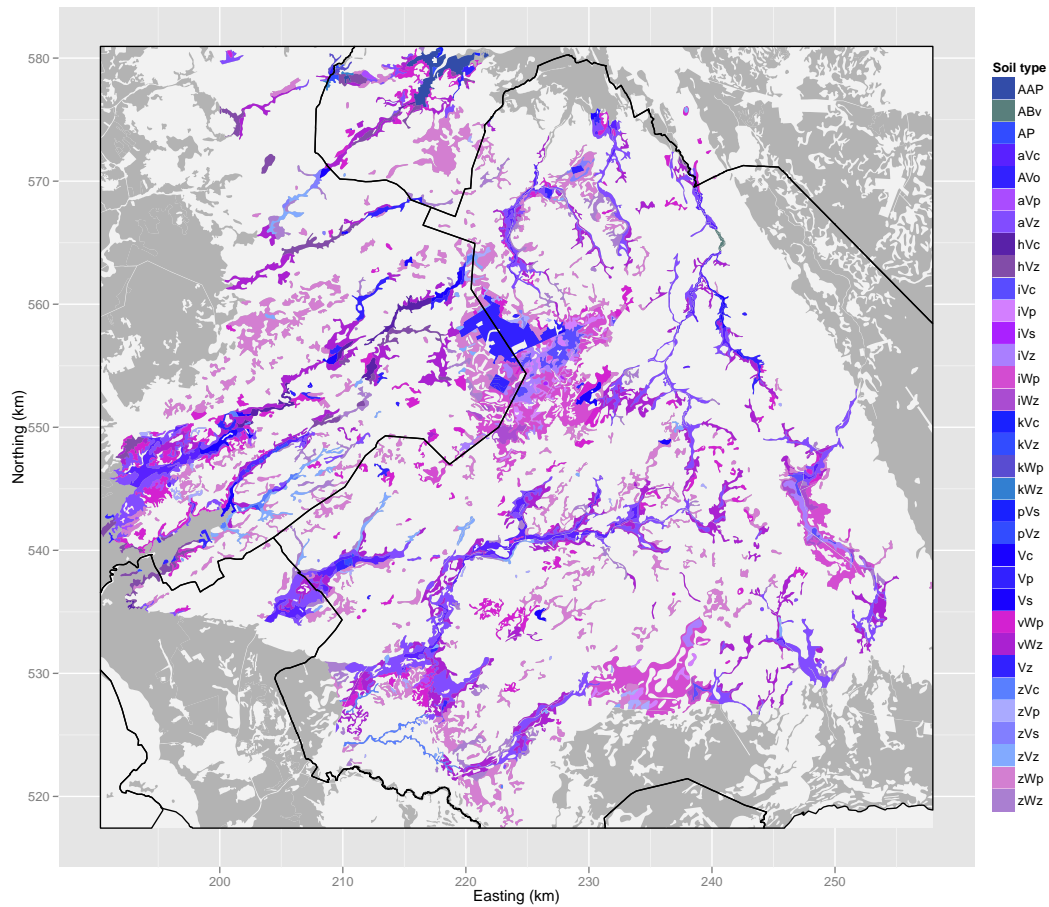 580
570
560
550
540
530
520
Northing (km)
200
210
220
230
240
250
Easting (km)
Soil type
AAP
ABv
AP
aVc
AVo
aVp
aVz
hVc
hVz
iVc
iVp
iVs
iVz
iWp
iWz
kVc
kVz
kWp
kWz
pVs
pVz
Vc
Vp
Vs
vWp
vWz
Vz
zVc
zVp
zVs
zVz
zWp
zWz